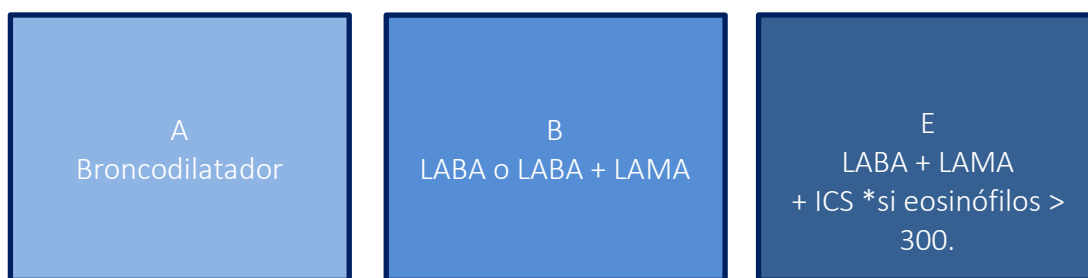 A
Broncodilatador
B
LABA o LABA + LAMA
E
LABA + LAMA
+ ICS *si eosinófilos >
300.